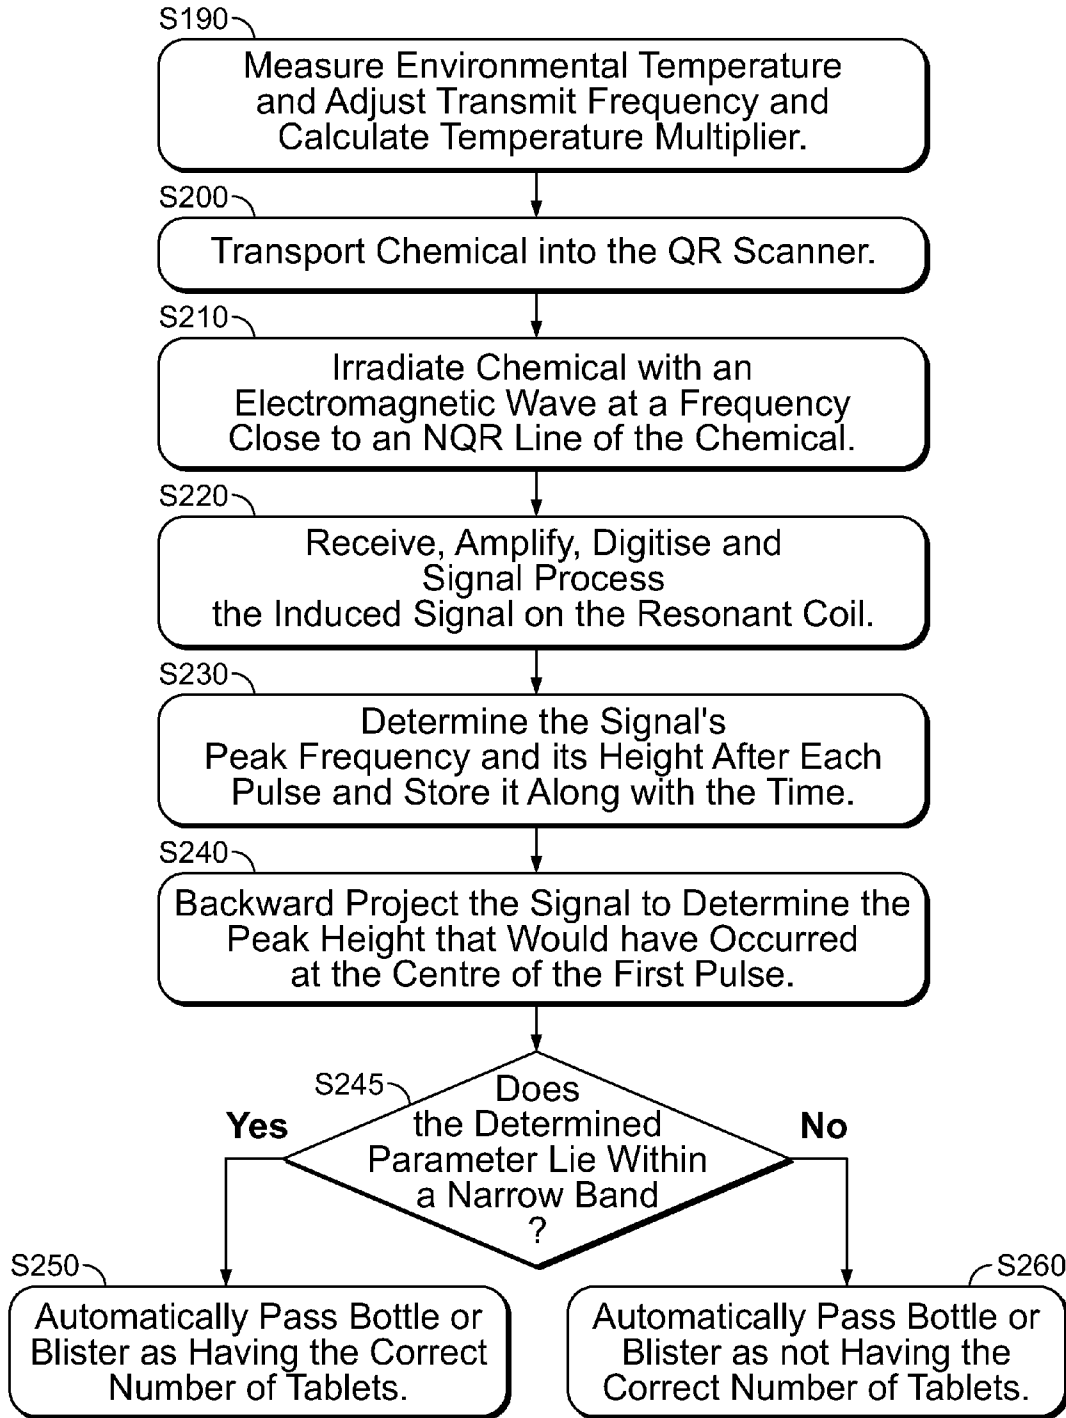 S190
Measure Environmental Temperature
and Adjust Transmit Frequency and
Calculate Temperature Multiplier.
S200
Transport Chemical into the QR Scanner.
S210
Irradiate Chemical with an
Electromagnetic Wave at a Frequency
Close to an NQR Line of the Chemical.
S220
Receive, Amplify, Digitise and
Signal Process
the Induced Signal on the Resonant Coil.
S230
Determine the Signal's
Peak Frequency and its Height After Each
Pulse and Store it Along with the Time.
S240
Backward Project the Signal to Determine the
Peak Height that Would have Occurred
at the Centre of the First Pulse.
S245
Does
the Determined
Parameter Lie Within
a Narrow Band
?
Yes
No
S250
Automatically Pass Bottle or
Blister as Having the Correct
Number of Tablets.
S260
Automatically Pass Bottle or
Blister as not Having the
Correct Number of Tablets.